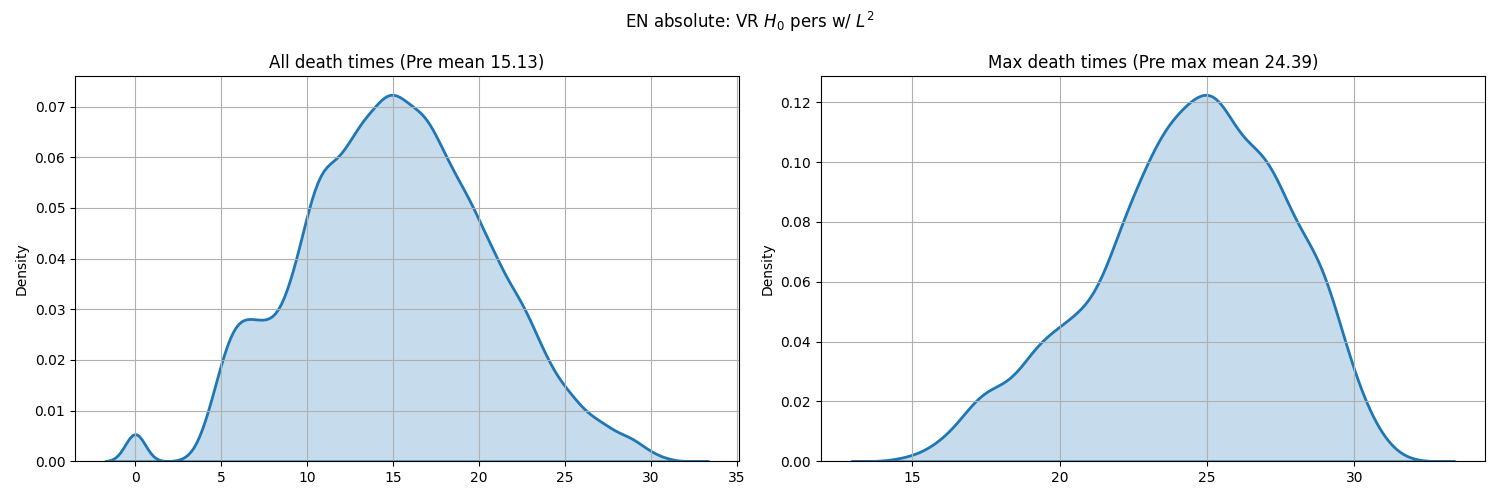 EN absolute: VR $H_0$ pers w/ $L^2$
All death times (Pre mean 15.13)
Density
0.07
0.06
0.05
0.04
0.03
0.02
0.01
0.00
0 5 10 15 20 25 30 35
Max death times (Pre max mean 24.39)
Density
0.12
0.10
0.08
0.06
0.04
0.02
0.00
15 20 25 30